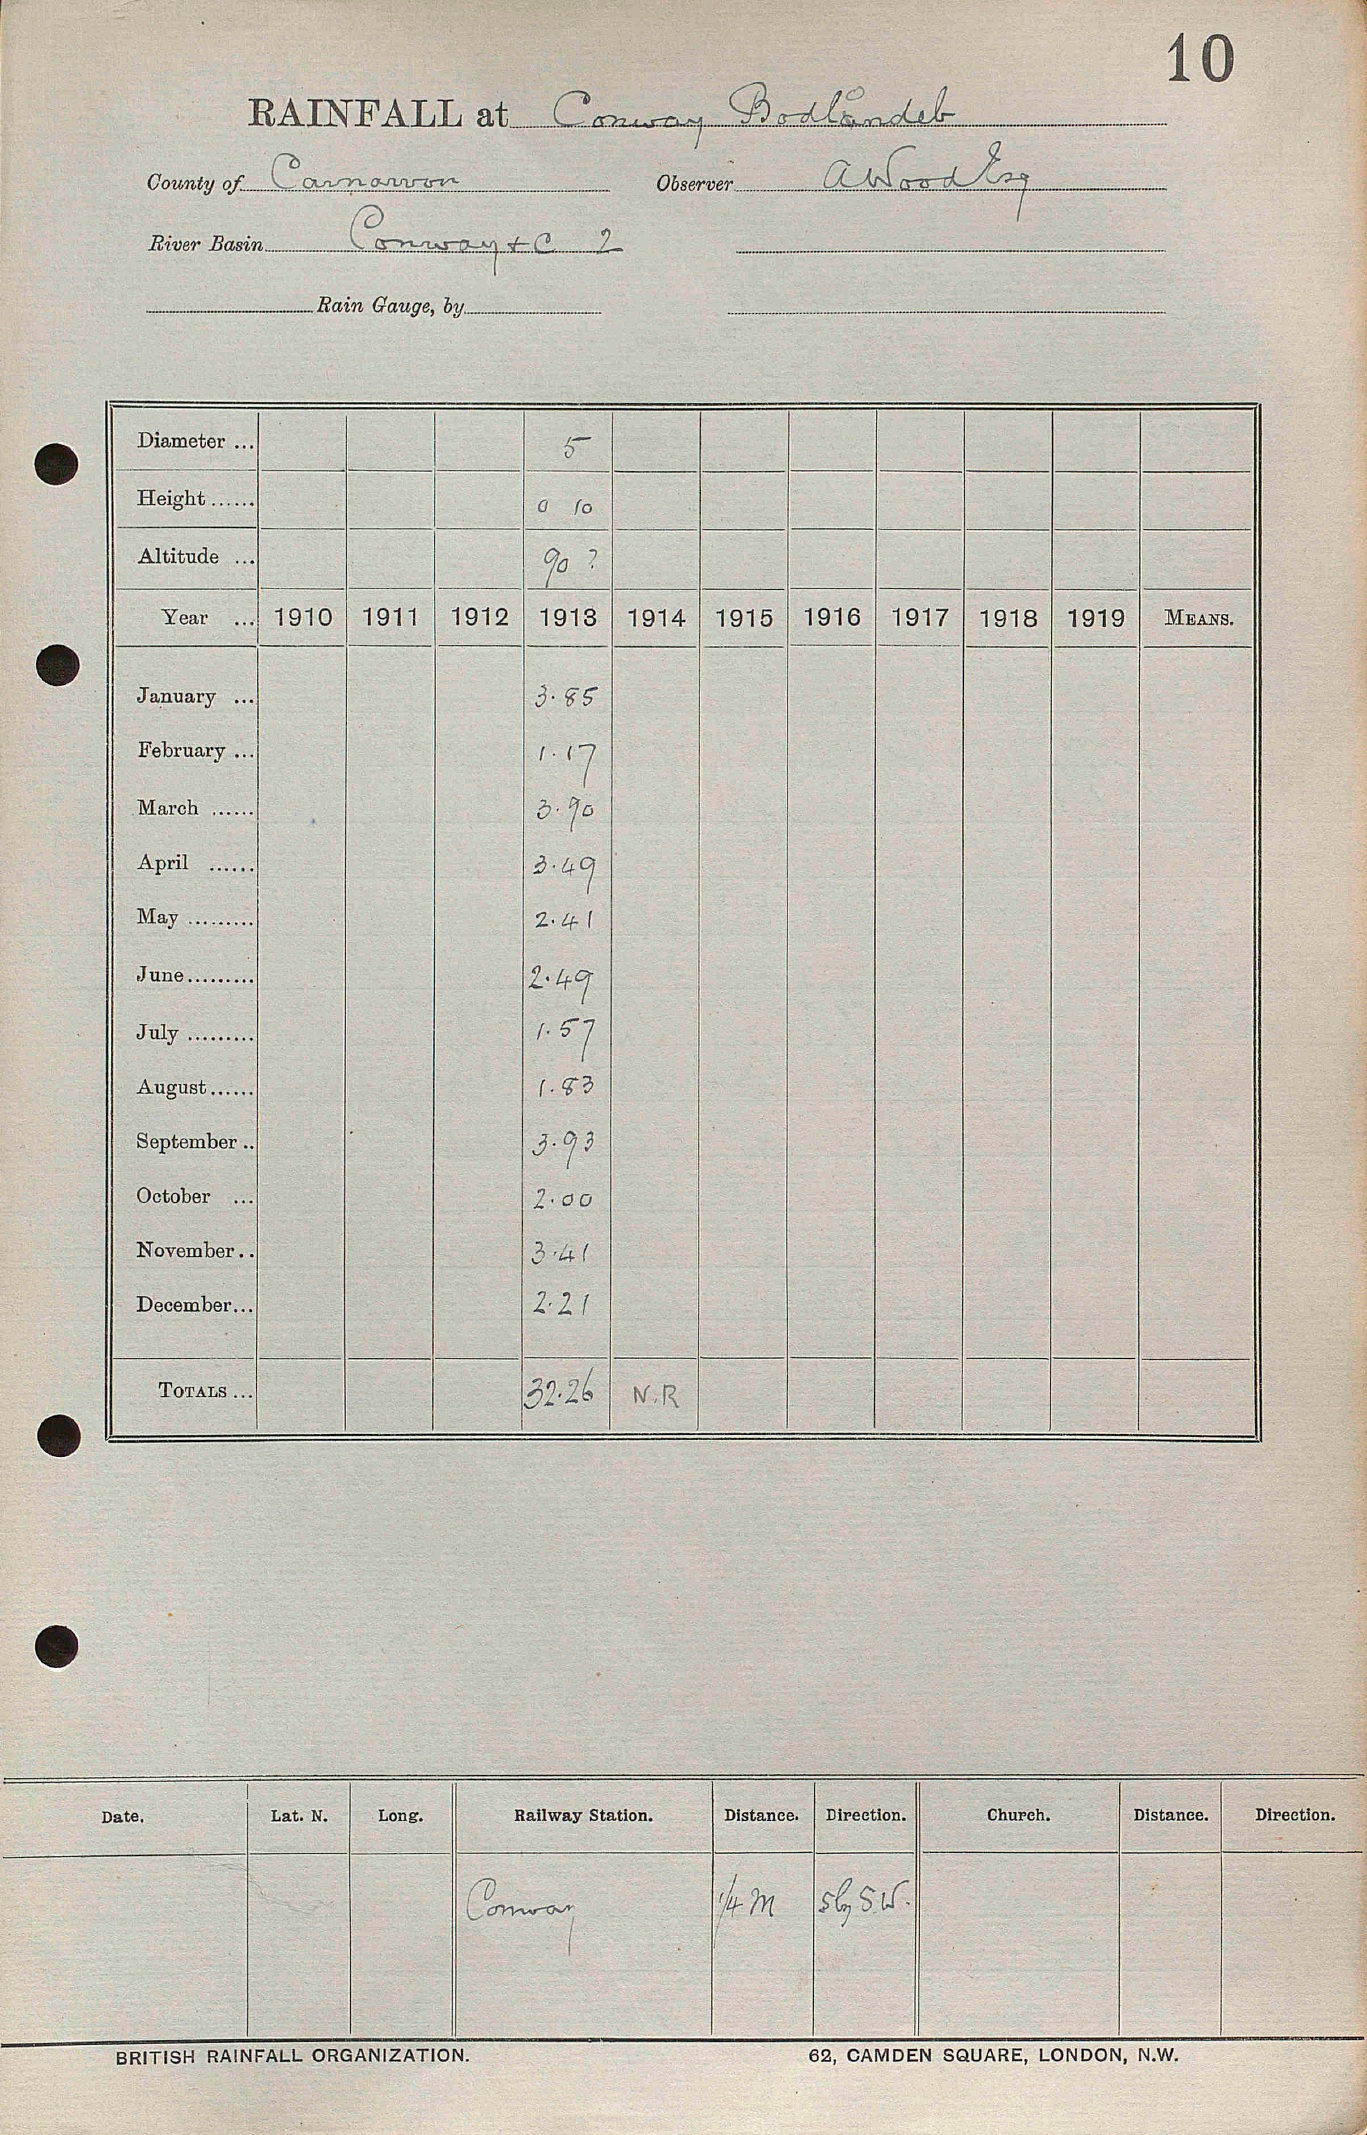 10
RAINFALL at Conway Bodlondeb
County of Carnarvon Observer A Wood Esq
River Basin Conway + C 2
Rain Gauge, by
Diameter ... 5
Height ...... 0 10
Altitude ... 90 ?
Year ... 1910 1911 1912 1913 1914 1915 1916 1917 1918 1919 MEANS.
January ... 3.85
February ... 1.17
March ...... 3.90
April ...... 3.49
May ......... 2.41
June ......... 2.49
July ......... 1.57
August ...... 1.83
September .. 3.93
October ... 2.00
November .. 3.41
December ... 2.21
TOTALS ... 32.26 N.R
Date. Lat. N. Long. Railway Station. Distance. Direction. Church. Distance. Direction.
Conway 1/4 M S by S.W.
BRITISH RAINFALL ORGANIZATION. 62, CAMDEN SQUARE, LONDON, N.W.